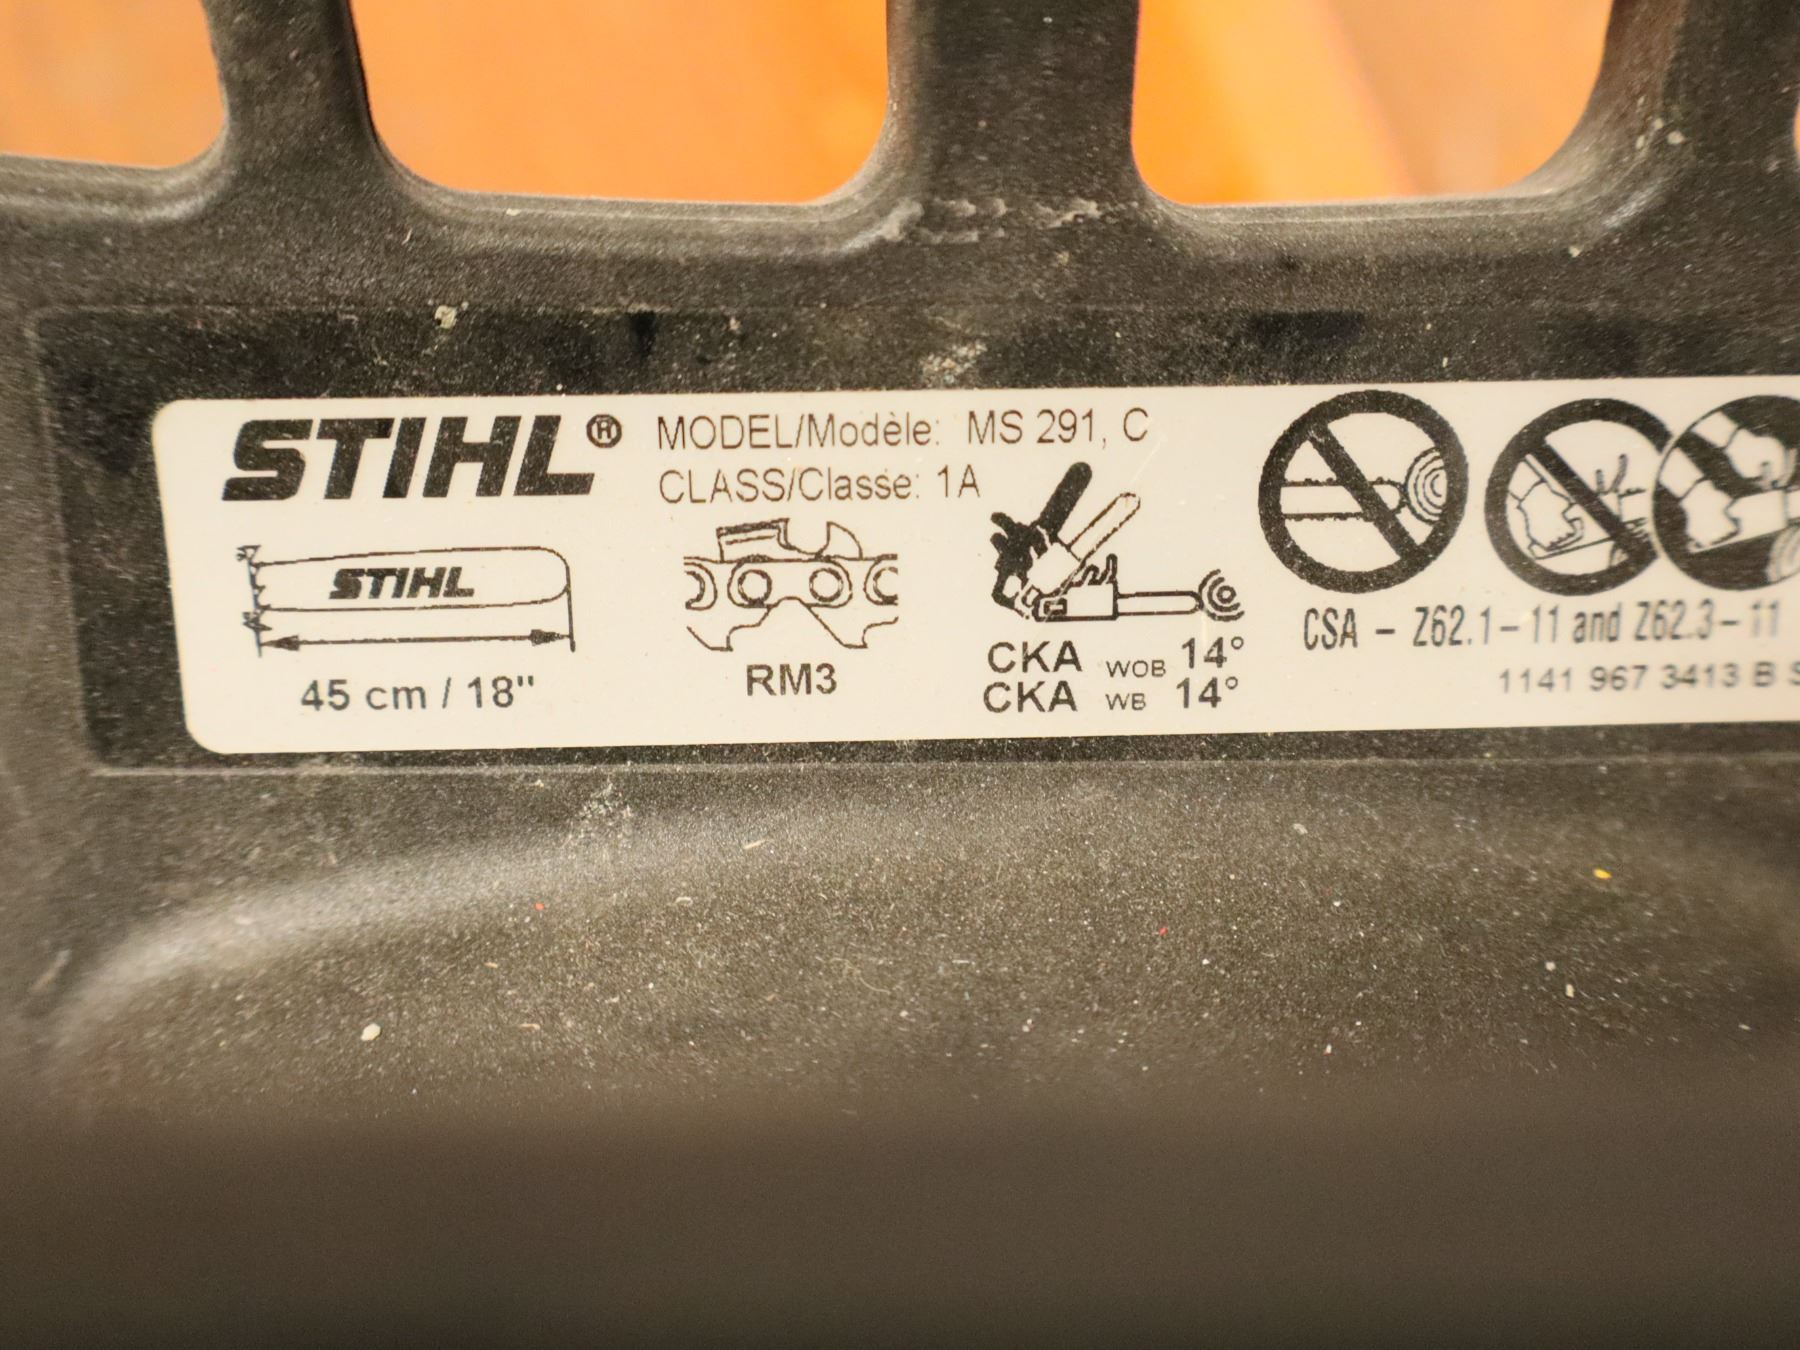 STIHL® MODEL/Modèle: MS 291, C
CLASS/Classe: 1A
STIHL
45 cm / 18"
RM3
CKA WOB 14°
CKA WB 14°
CSA - Z62.1-11 and Z62.3-11
1141 967 3413 B